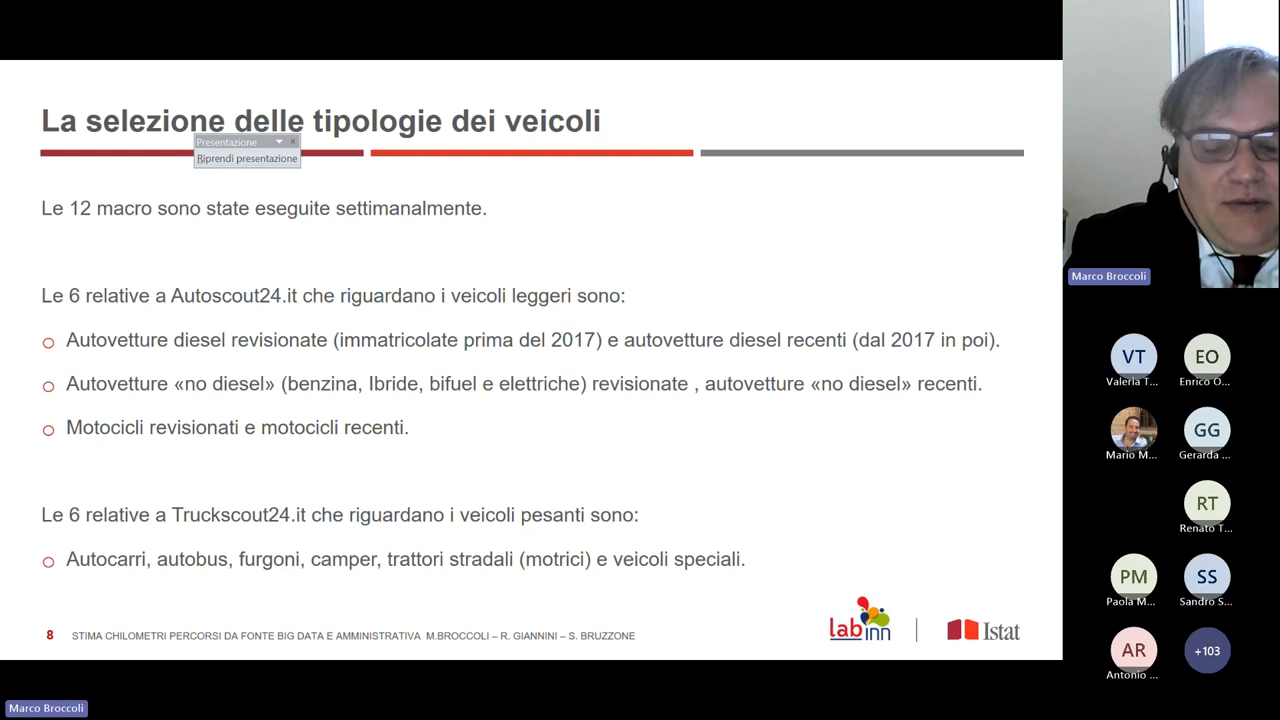 La selezione delle tipologie dei veicoli
Presentazione
Riprendi presentazione
Le 12 macro sono state eseguite settimanalmente.
Le 6 relative a Autoscout24.it che riguardano i veicoli leggeri sono:
Autovetture diesel revisionate (immatricolate prima del 2017) e autovetture diesel recenti (dal 2017 in poi).
Autovetture «no diesel» (benzina, Ibride, bifuel e elettriche) revisionate , autovetture «no diesel» recenti.
Motocicli revisionati e motocicli recenti.
Le 6 relative a Truckscout24.it che riguardano i veicoli pesanti sono:
Autocarri, autobus, furgoni, camper, trattori stradali (motrici) e veicoli speciali.
8 STIMA CHILOMETRI PERCORSI DA FONTE BIG DATA E AMMINISTRATIVA M.BROCCOLI – R. GIANNINI – S. BRUZZONE
lab inn
Istat
Marco Broccoli
VT
Valeria T...
EO
Enrico O...
Mario M...
GG
Gerarda ...
RT
Renato T...
PM
Paola M...
SS
Sandro S...
AR
Antonio ...
+103
Marco Broccoli